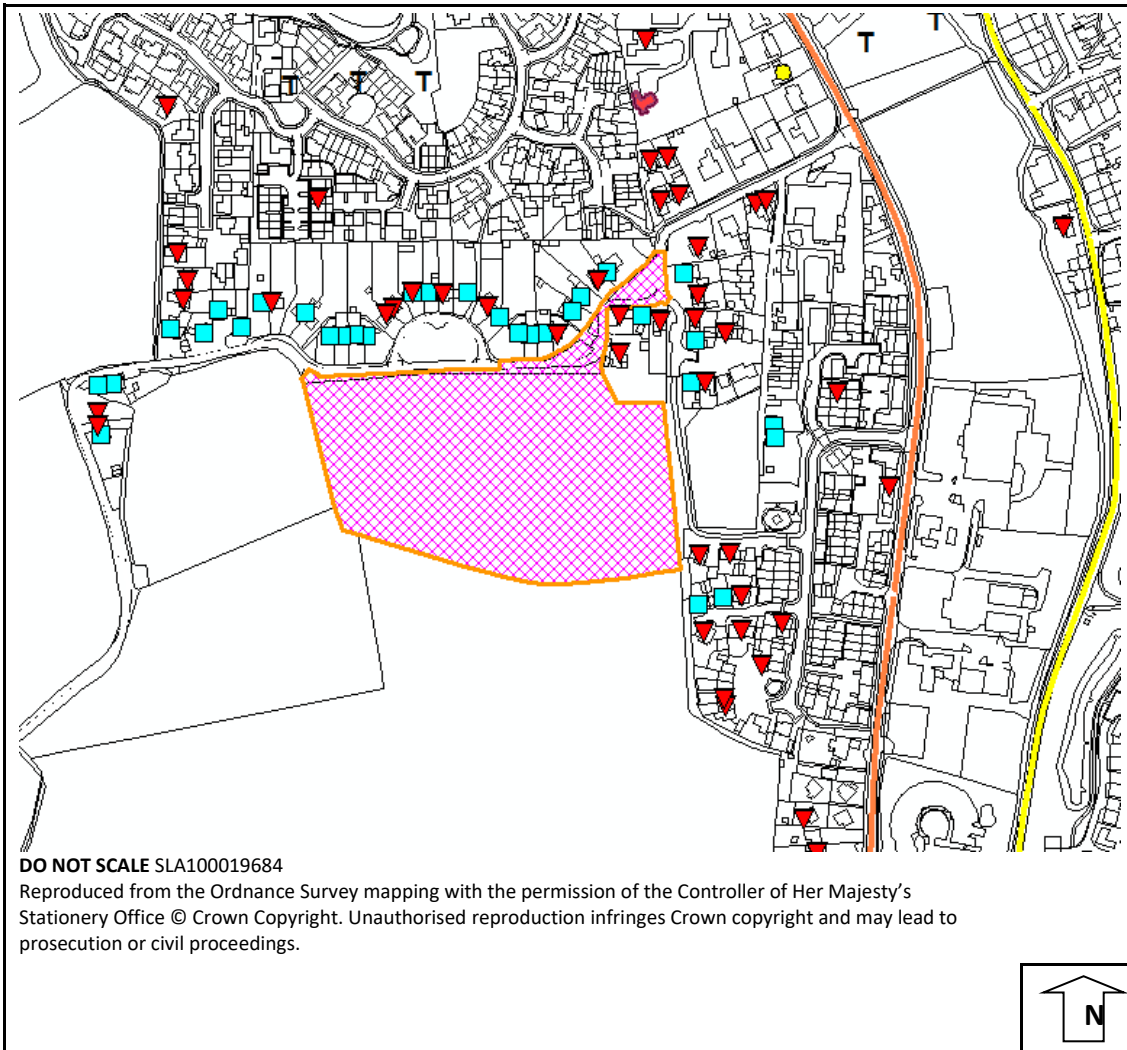 T
T
T T T
DO NOT SCALE SLA100019684
Reproduced from the Ordnance Survey mapping with the permission of the Controller of Her Majesty's
Stationery Office © Crown Copyright. Unauthorised reproduction infringes Crown copyright and may lead to
prosecution or civil proceedings.
N